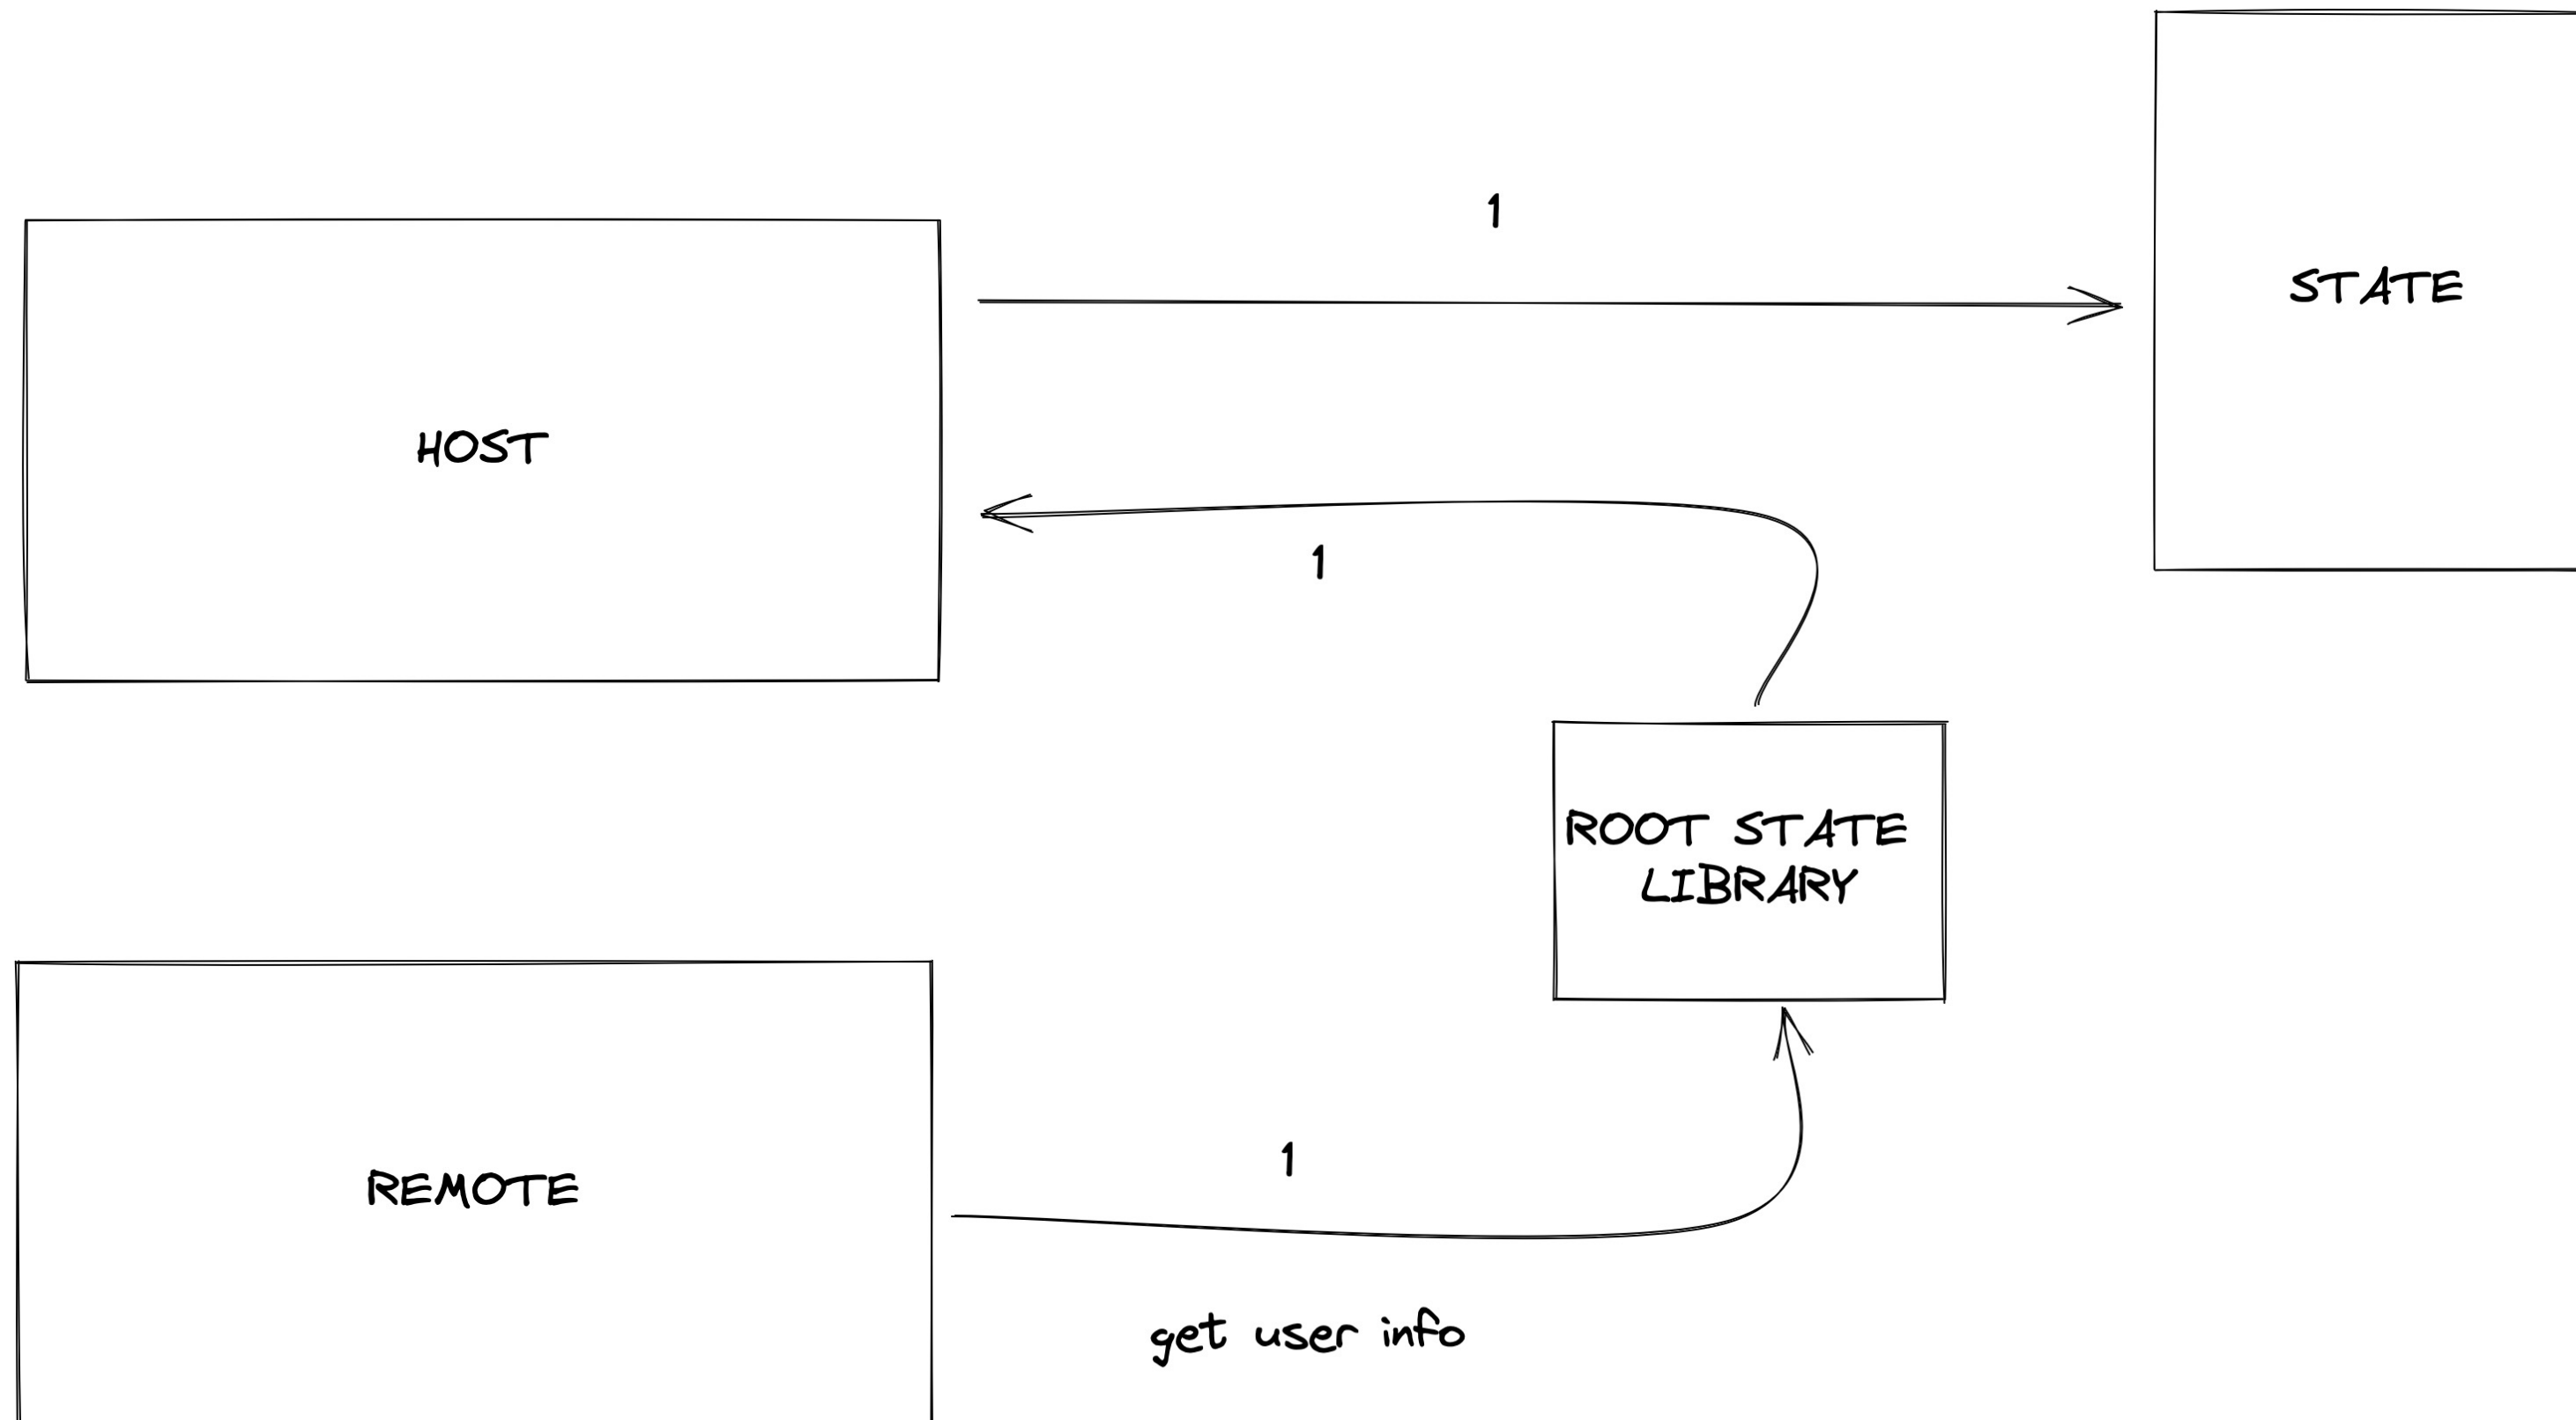 1
STATE
HOST
1
ROOT STATE
LIBRARY
1
REMOTE
get user info